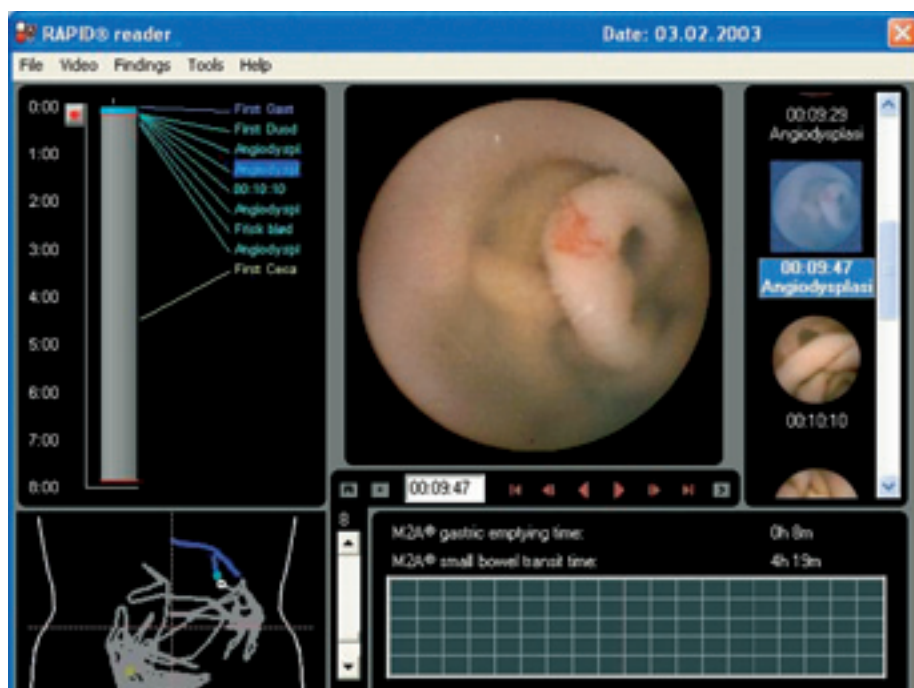 RAPID® reader Date: 03.02.2003
File Video Findings Tools Help
0:00
1:00
2:00
3:00
4:00
5:00
6:00
7:00
8:00
First Gast
First Duod
Angiodyspl
Angiodyspl
00:10:10
Angiodyspl
Frisk blød
Angiodyspl
First Ceca
00:09:29
Angiodysplasi
00:09:47
Angiodysplasi
00:10:10
00:09:47
8
M2A® gastric emptying time: 0h 8m
M2A® small bowel transit time: 4h 19m